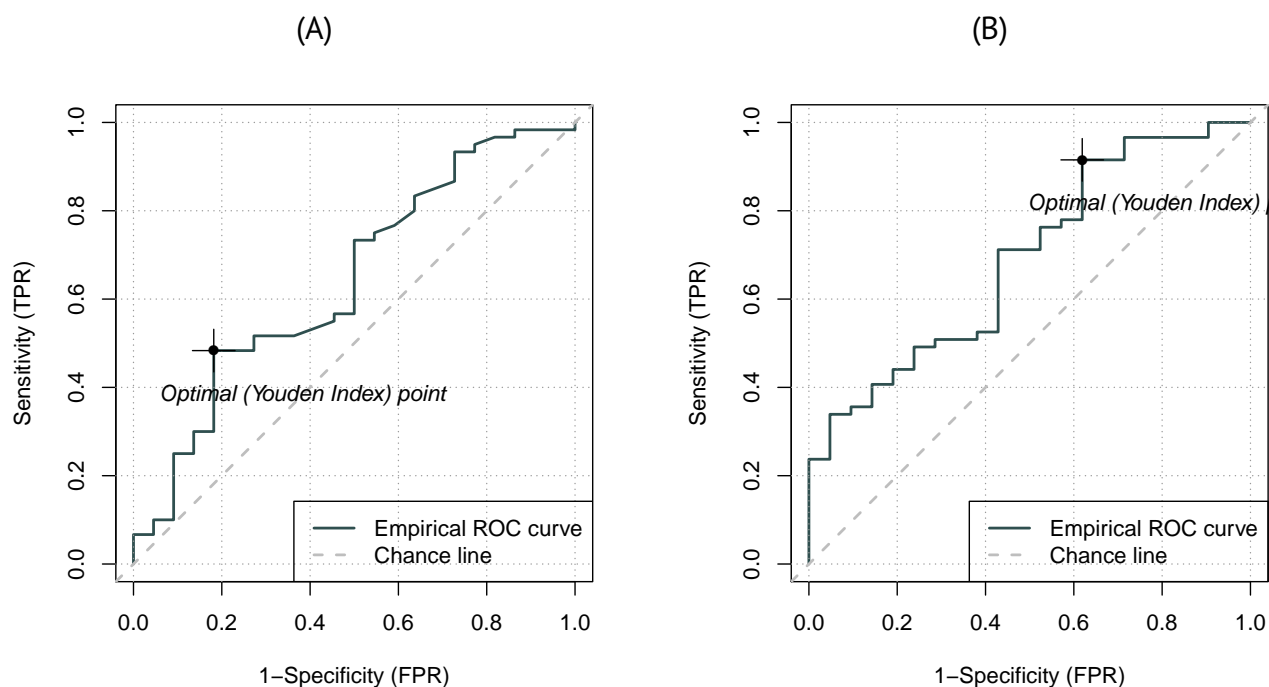 (A)
Sensitivity (TPR)
1.0
0.8
0.6
0.4
0.2
0.0
Optimal (Youden Index) point
Empirical ROC curve
Chance line
0.0 0.2 0.4 0.6 0.8 1.0
1−Specificity (FPR)
(B)
Sensitivity (TPR)
1.0
0.8
0.6
0.4
0.2
0.0
Optimal (Youden Index)
Empirical ROC curve
Chance line
0.0 0.2 0.4 0.6 0.8 1.0
1−Specificity (FPR)